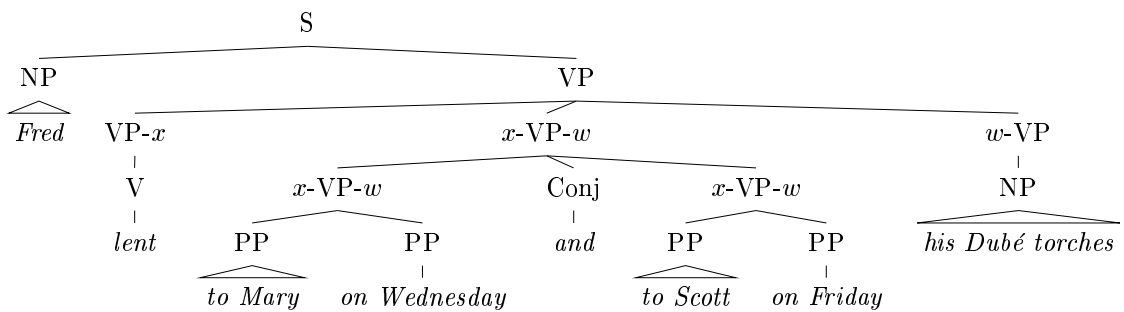 S
NP VP
Fred VP-x x-VP-w w-VP
V x-VP-w Conj x-VP-w NP
lent PP PP and PP PP his Dubé torches
to Mary on Wednesday to Scott on Friday